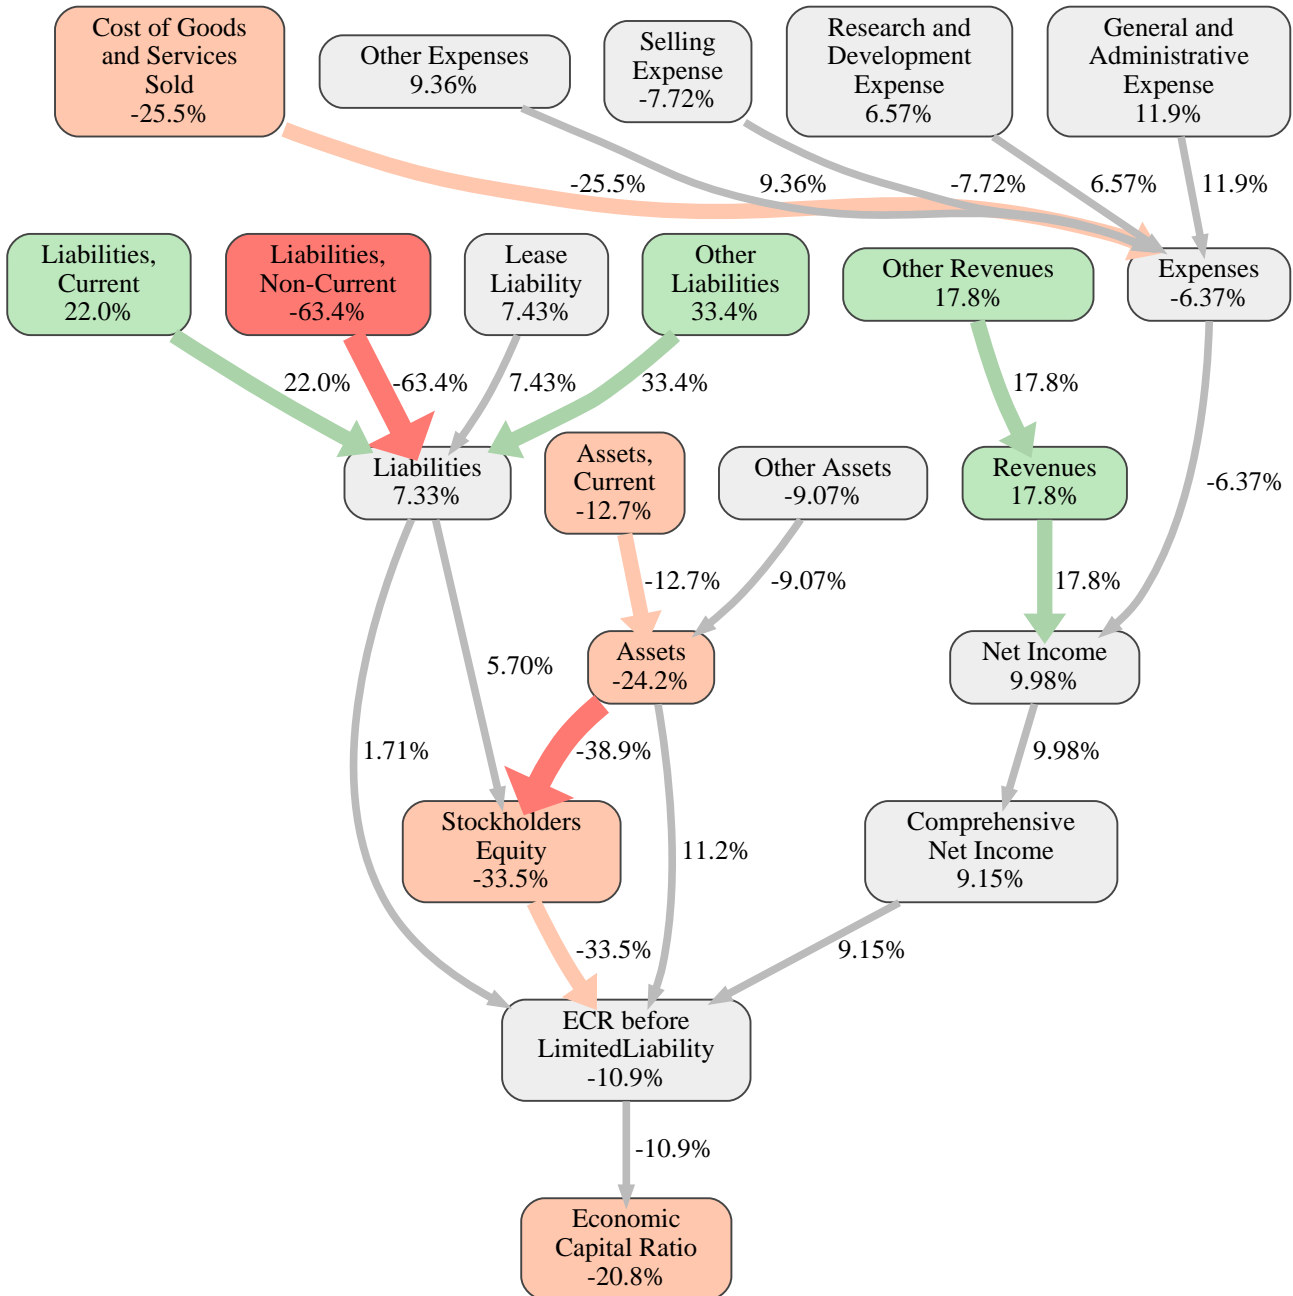 Cost of Goods
and Services
Sold
-25.5%
Other Expenses
9.36%
Selling
Expense
-7.72%
Research and
Development
Expense
6.57%
General and
Administrative
Expense
11.9%
-25.5%
9.36%
-7.72%
6.57%
11.9%
Liabilities,
Current
22.0%
Liabilities,
Non-Current
-63.4%
Lease
Liability
7.43%
Other
Liabilities
33.4%
Other Revenues
17.8%
Expenses
-6.37%
22.0%
-63.4%
7.43%
33.4%
17.8%
-6.37%
Liabilities
7.33%
Assets,
Current
-12.7%
Other Assets
-9.07%
Revenues
17.8%
-12.7%
-9.07%
17.8%
5.70%
Assets
-24.2%
Net Income
9.98%
1.71%
-38.9%
9.98%
Stockholders
Equity
-33.5%
11.2%
Comprehensive
Net Income
9.15%
-33.5%
9.15%
ECR before
LimitedLiability
-10.9%
-10.9%
Economic
Capital Ratio
-20.8%